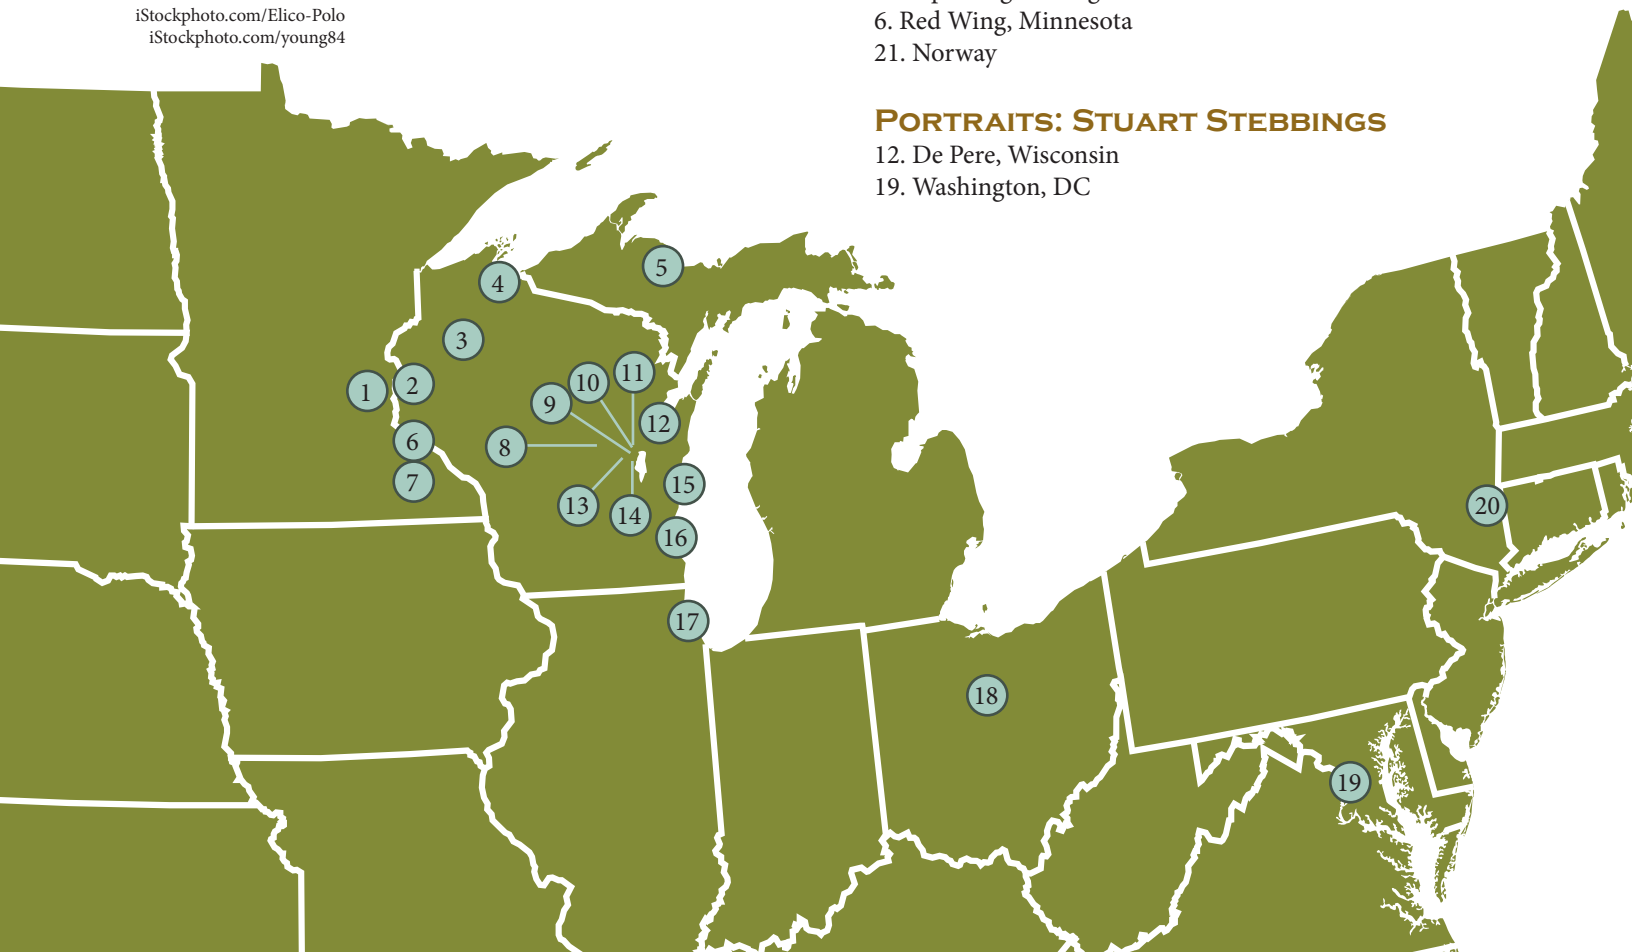 iStockphoto.com/Elico-Polo
iStockphoto.com/young84
6. Red Wing, Minnesota
21. Norway
Portraits: Stuart Stebbings
12. De Pere, Wisconsin
19. Washington, DC
5
4
3
11
10
1
2
9
12
6
8
7
15
13
20
14
16
17
18
19